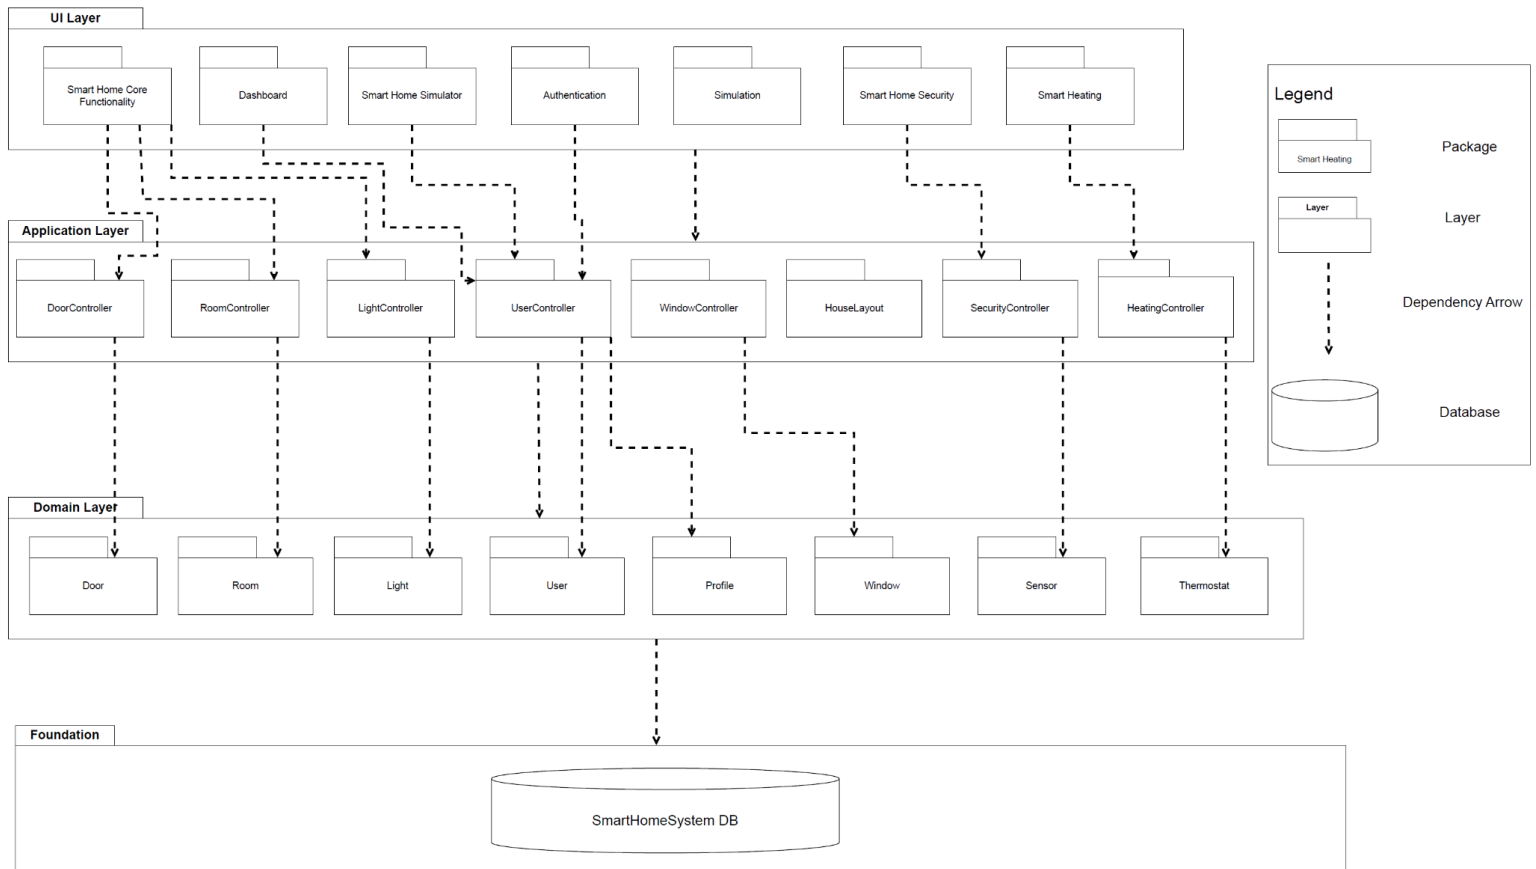 UI Layer
Smart Home Core
Functionality
Dashboard
Smart Home Simulator
Authentication
Simulation
Smart Home Security
Smart Heating
Legend
Smart Heating
Package
Layer
Layer
Dependency Arrow
Database
Application Layer
DoorController
RoomController
LightController
UserController
WindowController
HouseLayout
SecurityController
HeatingController
Domain Layer
Door
Room
Light
User
Profile
Window
Sensor
Thermostat
Foundation
SmartHomeSystem DB